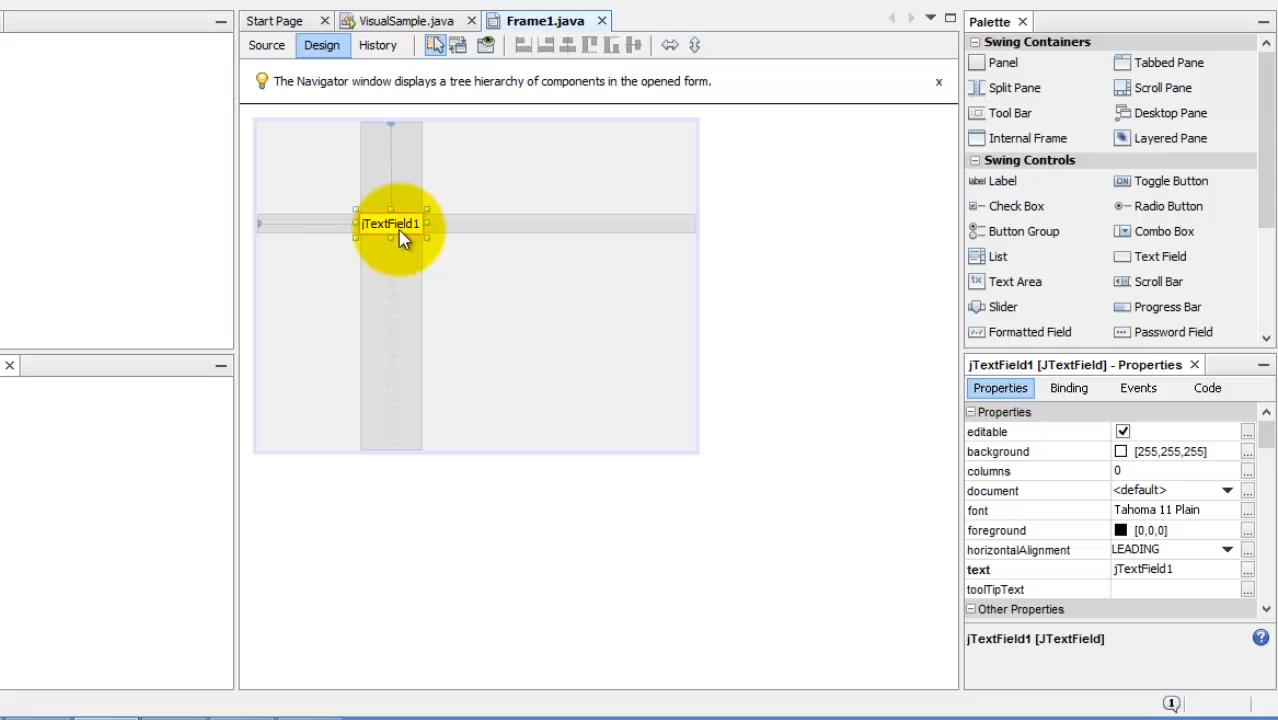 Start Page
VisualSample.java
Frame1.java
Source
Design
History
The Navigator window displays a tree hierarchy of components in the opened form.
x
jTextField1
Palette
Swing Containers
Panel
Tabbed Pane
Split Pane
Scroll Pane
Tool Bar
Desktop Pane
Internal Frame
Layered Pane
Swing Controls
label Label
ON Toggle Button
Check Box
Radio Button
Button Group
Combo Box
List
Text Field
tx Text Area
Scroll Bar
Slider
Progress Bar
Formatted Field
Password Field
jTextField1 [JTextField] - Properties
Properties
Binding
Events
Code
Properties
editable
...
background
[255,255,255]
...
columns
0
...
document
<default>
...
font
Tahoma 11 Plain
...
foreground
[0,0,0]
...
horizontalAlignment
LEADING
...
text
jTextField1
...
toolTipText
...
Other Properties
jTextField1 [JTextField]
?
1